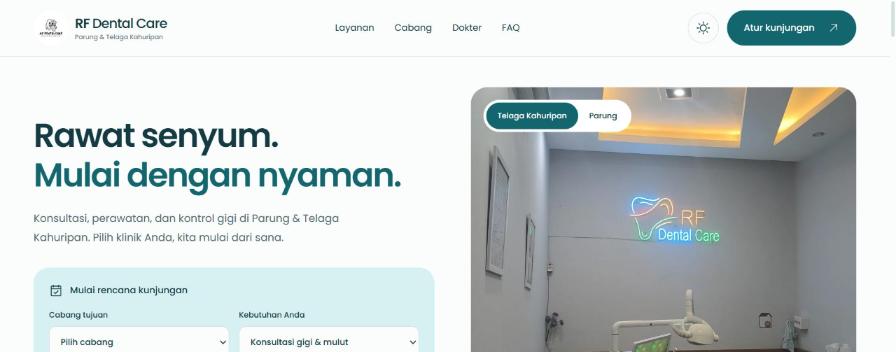 RF Dental Care
Parung & Telaga Kahuripan
Layanan
Cabang
Dokter
FAQ
Atur kunjungan
Rawat senyum.
Mulai dengan nyaman.
Konsultasi, perawatan, dan kontrol gigi di Parung & Telaga
Kahuripan. Pilih klinik Anda, kita mulai dari sana.
Mulai rencana kunjungan
Cabang tujuan
Kebutuhan Anda
Pilih cabang
Konsultasi gigi & mulut
Telaga Kahuripan
Parung
RF
Dental Care